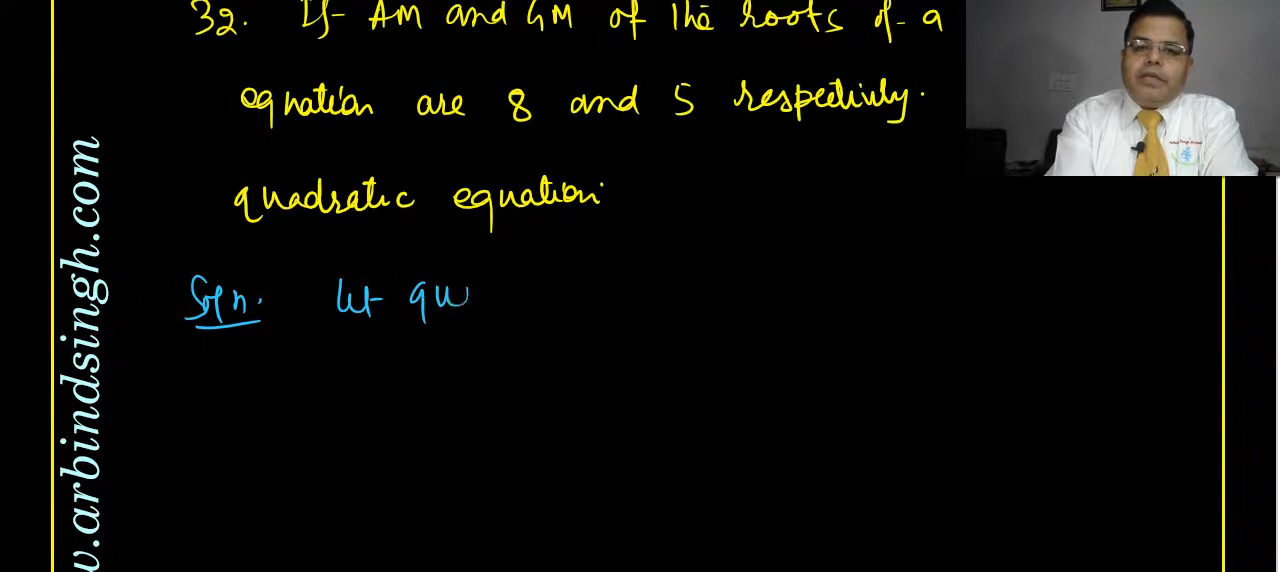 32. If AM and GM of the roots of a
equation are 8 and 5 respectively.
quadratic equation
Soln. let qu
w.arbindsingh.com